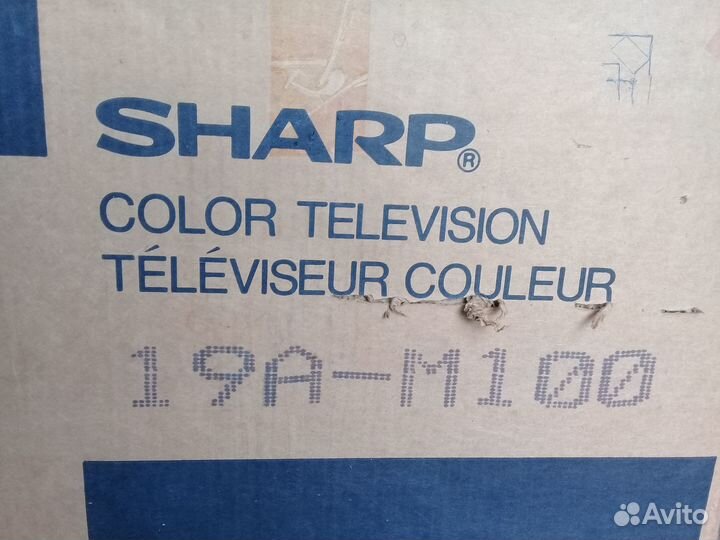 SHARP®
COLOR TELEVISION
TÉLÉVISEUR COULEUR
19A-M100
Avito